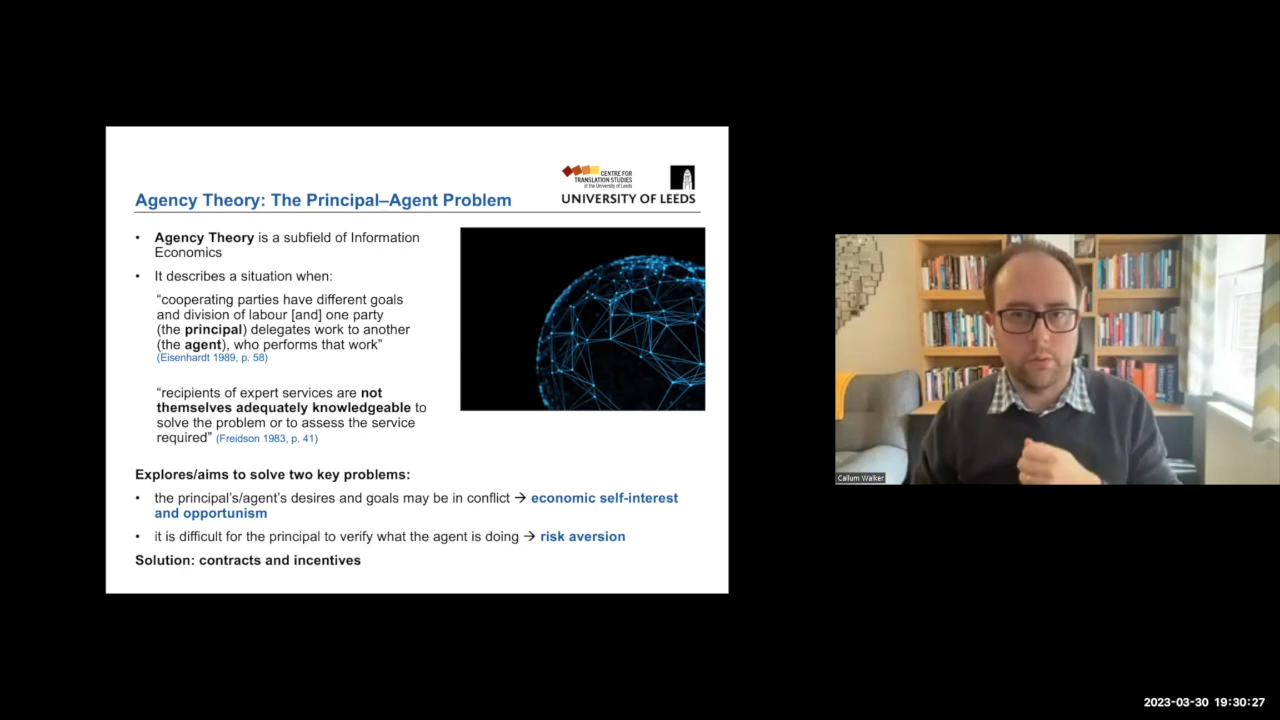 CENTRE FOR
TRANSLATION STUDIES
at the University of Leeds
UNIVERSITY OF LEEDS
Agency Theory: The Principal–Agent Problem
• Agency Theory is a subfield of Information
Economics
• It describes a situation when:
“cooperating parties have different goals
and division of labour [and] one party
(the principal) delegates work to another
(the agent), who performs that work”
(Eisenhardt 1989, p. 58)
“recipients of expert services are not
themselves adequately knowledgeable to
solve the problem or to assess the service
required” (Freidson 1983, p. 41)
Explores/aims to solve two key problems:
• the principal’s/agent’s desires and goals may be in conflict → economic self-interest
and opportunism
• it is difficult for the principal to verify what the agent is doing → risk aversion
Solution: contracts and incentives
Callum Walker
2023-03-30 19:30:27